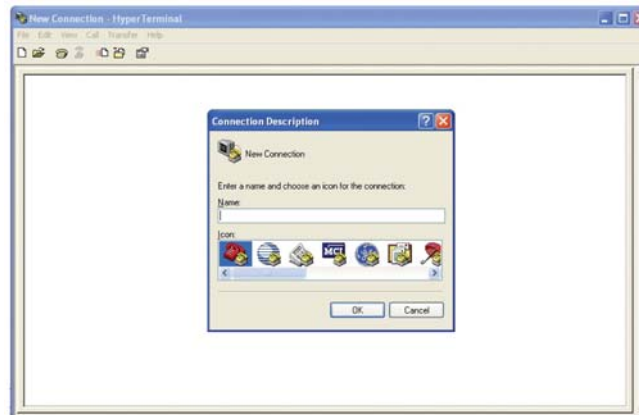 New Connection - HyperTerminal
File Edit View Call Transfer Help
Connection Description
New Connection
Enter a name and choose an icon for the connection:
Name:
Icon:
MCI
OK Cancel